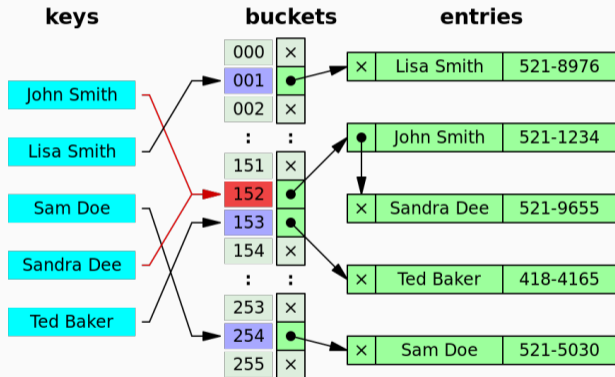 keys buckets entries
000 ×
× Lisa Smith 521-8976
001
John Smith
002 ×
: :
John Smith 521-1234
Lisa Smith
151 ×
152
Sam Doe
× Sandra Dee 521-9655
153
154 ×
Sandra Dee
: :
× Ted Baker 418-4165
253 ×
Ted Baker
254
× Sam Doe 521-5030
255 ×